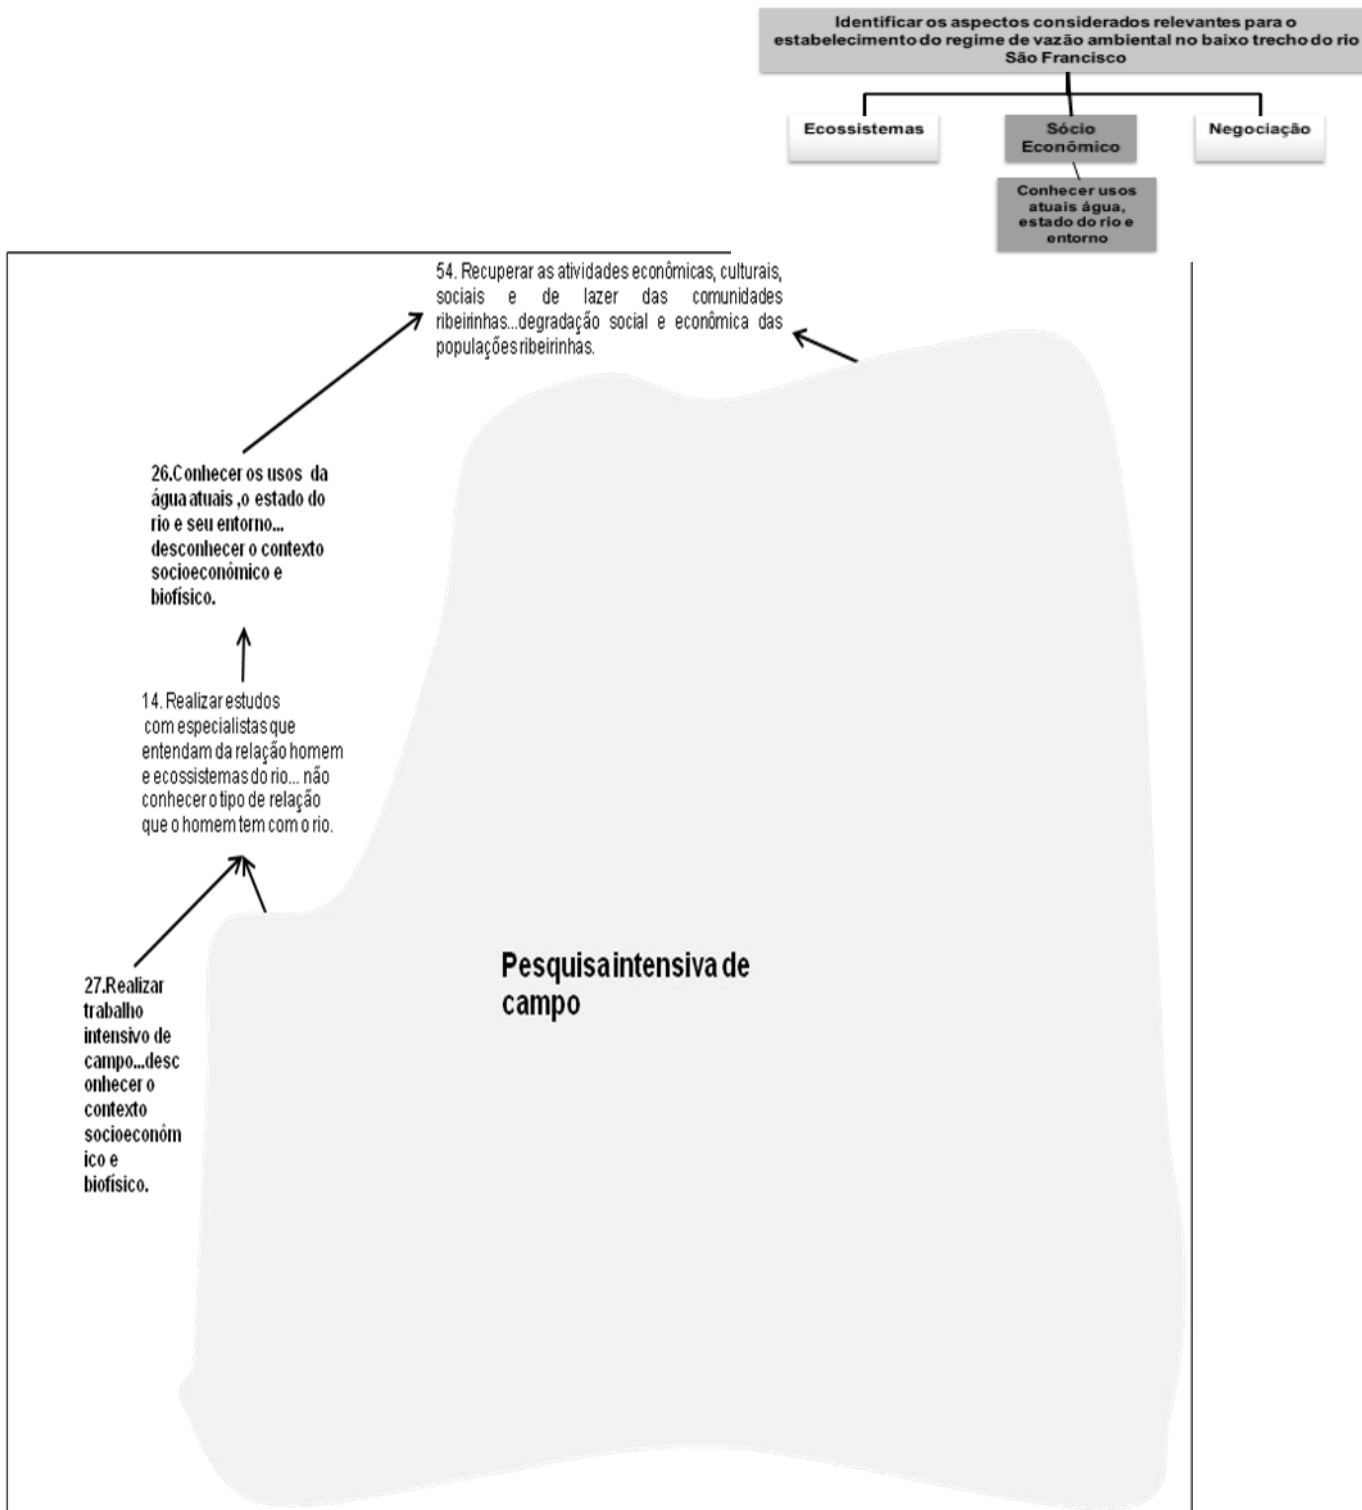 Identificar os aspectos considerados relevantes para o
estabelecimento do regime de vazão ambiental no baixo trecho do rio
São Francisco
Ecossistemas
Sócio
Econômico
Negociação
Conhecer usos
atuais água,
estado do rio e
entorno
54. Recuperar as atividades econômicas, culturais,
sociais e de lazer das comunidades
ribeirinhas...degradação social e econômica das
populações ribeirinhas.
26.Conhecer os usos da
água atuais ,o estado do
rio e seu entorno...
desconhecer o contexto
socioeconômico e
biofísico.
14. Realizar estudos
com especialistas que
entendam da relação homem
e ecossistemas do rio... não
conhecer o tipo de relação
que o homem tem com o rio.
27.Realizar
trabalho
intensivo de
campo...desc
onhecer o
contexto
socioeconôm
ico e
biofísico.
Pesquisa intensiva de
campo